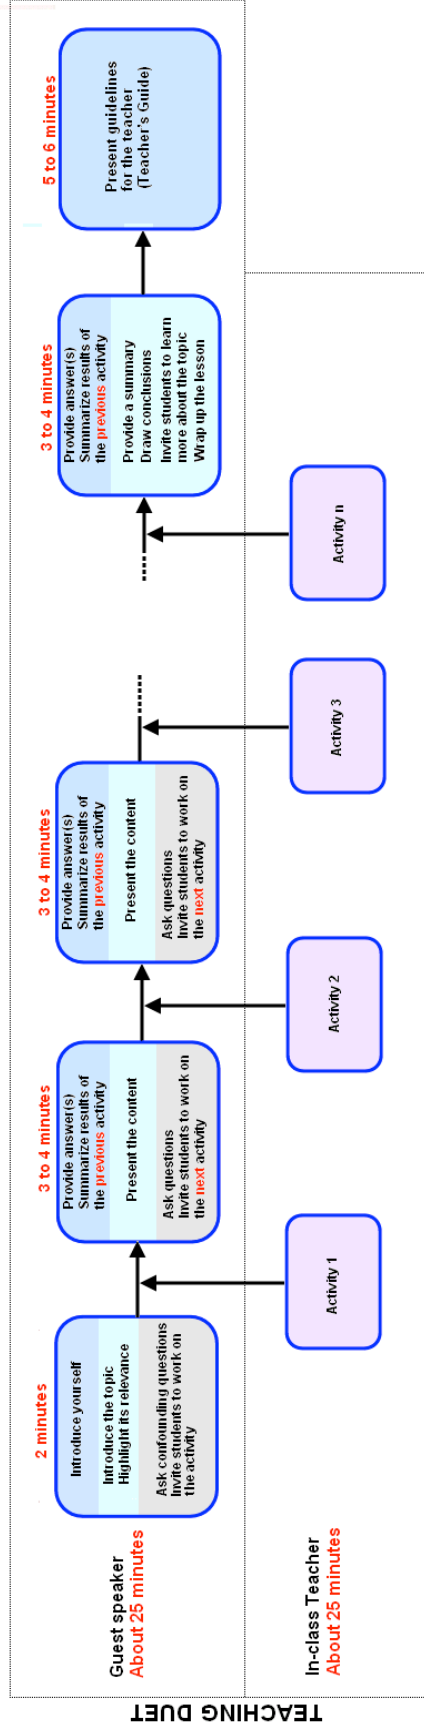 TEACHING DUET
Guest speaker
About 25 minutes
2 minutes
Introduce yourself
Introduce the topic
Highlight its relevance
Ask confounding questions
Invite students to work on
the activity
3 to 4 minutes
Provide answer(s)
Summarize results of
the previous activity
Present the content
Ask questions
Invite students to work on
the next activity
3 to 4 minutes
Provide answer(s)
Summarize results of
the previous activity
Present the content
Ask questions
Invite students to work on
the next activity
3 to 4 minutes
Provide answer(s)
Summarize results of
the previous activity
Provide a summary
Draw conclusions
Invite students to learn
more about the topic
Wrap up the lesson
5 to 6 minutes
Present guidelines
for the teacher
(Teacher's Guide)
In-class Teacher
About 25 minutes
Activity 1
Activity 2
Activity 3
Activity n